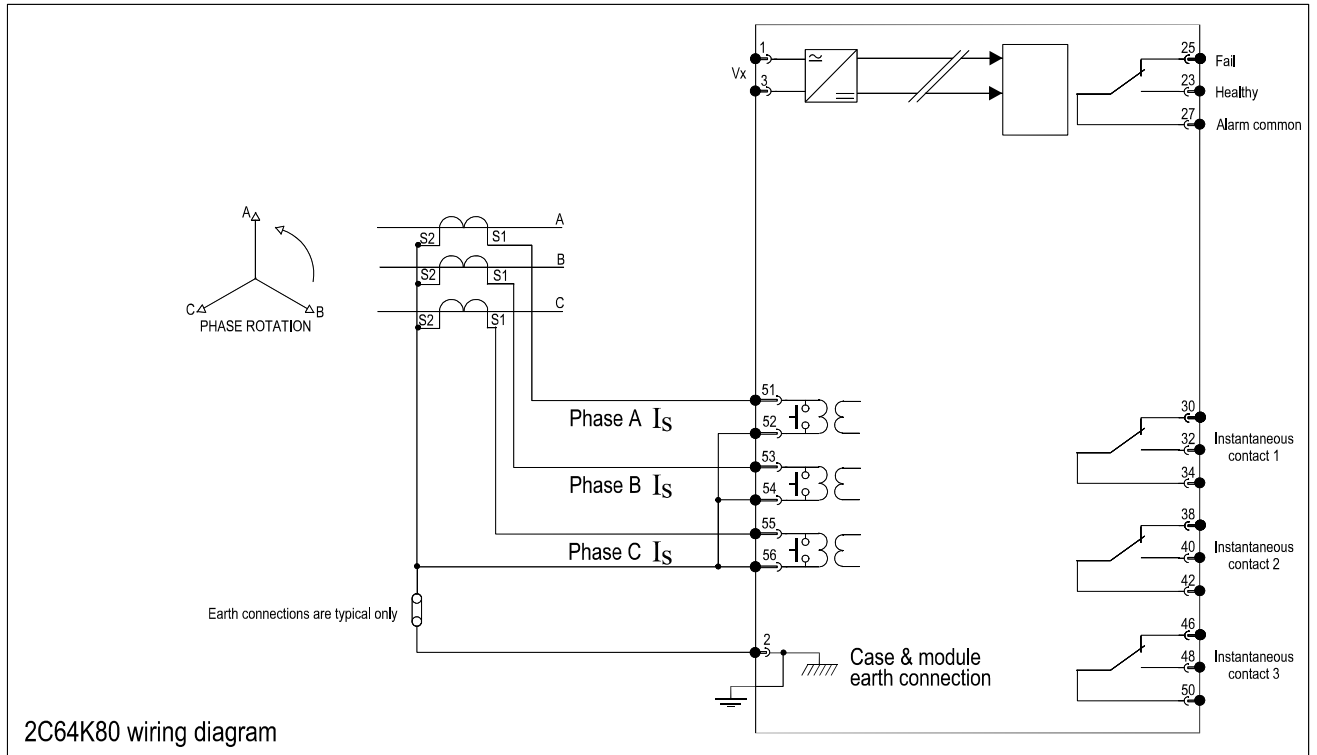 1
Vx
3
25
Fail
23
Healthy
27
Alarm common
A
C
B
PHASE ROTATION
A
S2
S1
B
S2
S1
C
S2
S1
51
Phase A Is
52
53
Phase B Is
54
55
Phase C Is
56
30
32
Instantaneous
contact 1
34
38
40
Instantaneous
contact 2
42
46
48
Instantaneous
contact 3
50
Earth connections are typical only
2
Case & module
earth connection
2C64K80 wiring diagram